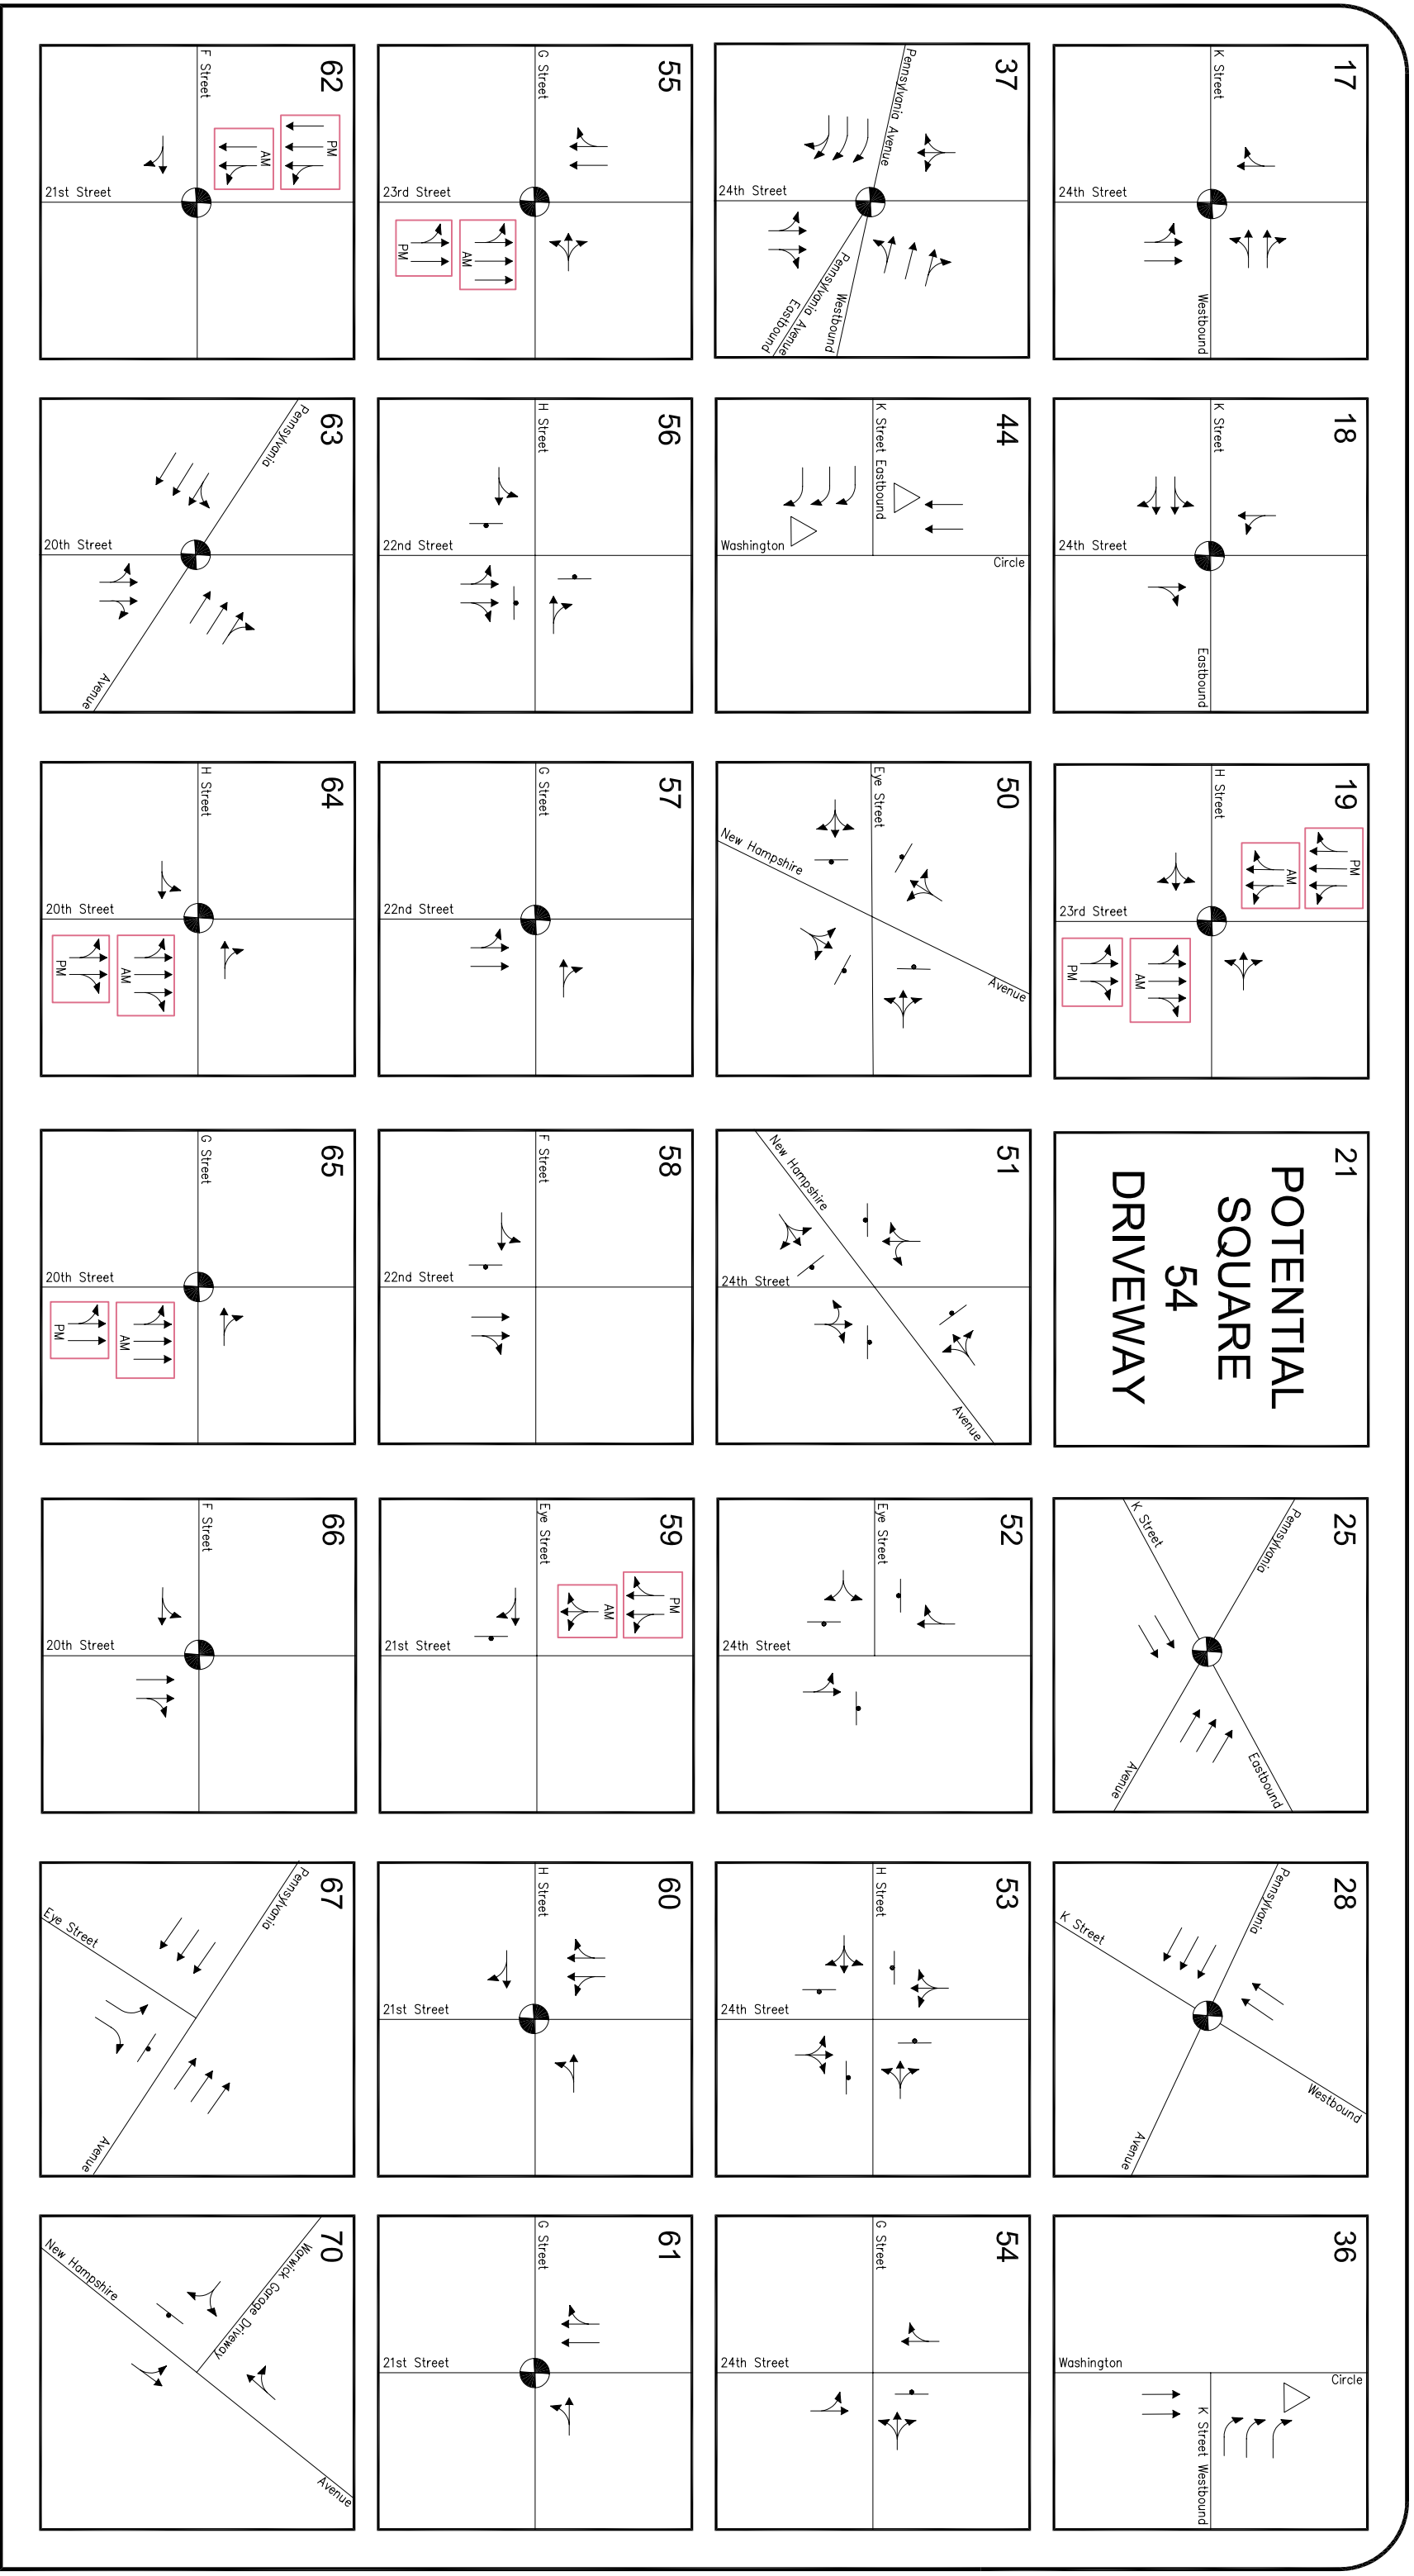 17
K Street
Westbound
24th Street
18
K Street
Eastbound
24th Street
19
PM
AM
H Street
AM
PM
23rd Street
21
POTENTIAL
SQUARE
54
DRIVEWAY
25
Pennsylvania
Avenue
K Street
Eastbound
28
Pennsylvania
Avenue
K Street
Westbound
36
Washington
Circle
K Street Westbound
37
Pennsylvania Avenue
24th Street
Westbound
Pennsylvania Avenue
Eastbound
44
K Street Eastbound
Washington
Circle
50
Eye Street
New Hampshire
Avenue
51
New Hampshire
Avenue
24th Street
52
Eye Street
24th Street
53
H Street
24th Street
54
G Street
24th Street
55
G Street
23rd Street
AM
PM
56
H Street
22nd Street
57
G Street
22nd Street
58
F Street
22nd Street
59
PM
AM
Eye Street
21st Street
60
H Street
21st Street
61
G Street
21st Street
62
PM
AM
F Street
21st Street
63
Pennsylvania
Avenue
20th Street
64
H Street
20th Street
AM
PM
65
G Street
20th Street
AM
PM
66
F Street
20th Street
67
Pennsylvania
Avenue
Eye Street
70
Warwick Garage Driveway
New Hampshire
Avenue